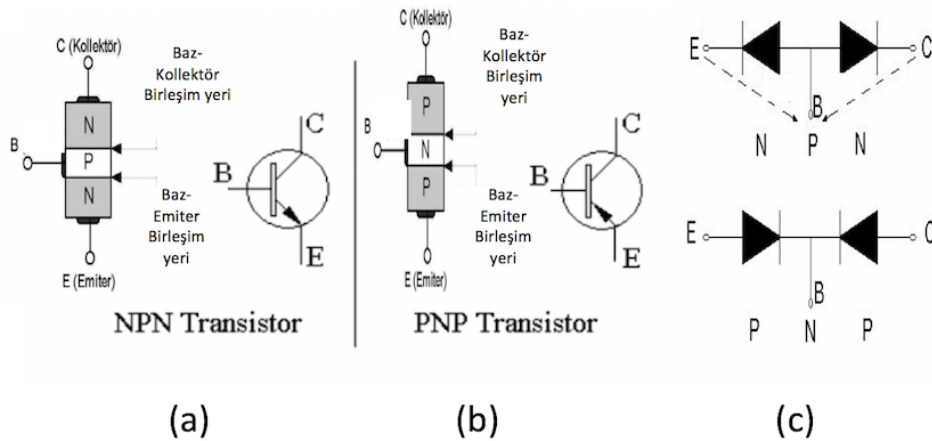 C (Kollektör)
Baz-
Kollektör
Birleşim yeri
N
P
N
B
Baz-
Emiter
Birleşim
yeri
E (Emiter)
C
B
E
NPN Transistor
C (Kollektör)
Baz-
Kollektör
Birleşim
yeri
P
N
P
B
Baz-
Emiter
Birleşim
yeri
E (Emiter)
C
B
E
PNP Transistor
E
C
B
N P N
E
C
B
P N P
(a)
(b)
(c)